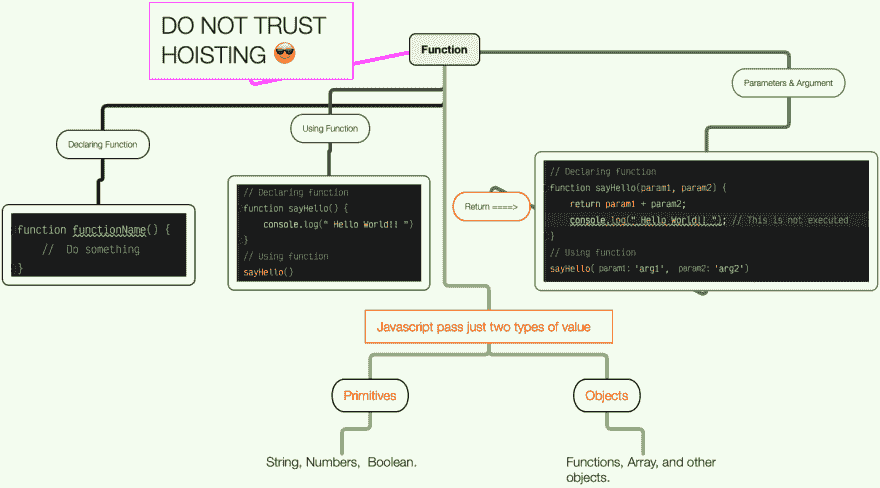 DO NOT TRUST
HOISTING 😎
Function
Parameters & Argument
Using Function
Declaring Function
function functionName() {
//  Do something
}
// Declaring function
function sayHello() {
console.log(" Hello World!! ")
}
// Using function
sayHello()
Return ====>
// Declaring function
function sayHello(param1, param2) {
return param1 + param2;
console.log(" Hello World!! "); // This is not executed
}
// Using function
sayHello( param1: 'arg1', param2: 'arg2')
Javascript pass just two types of value
Primitives
Objects
String, Numbers,  Boolean.
Functions, Array, and other
objects.